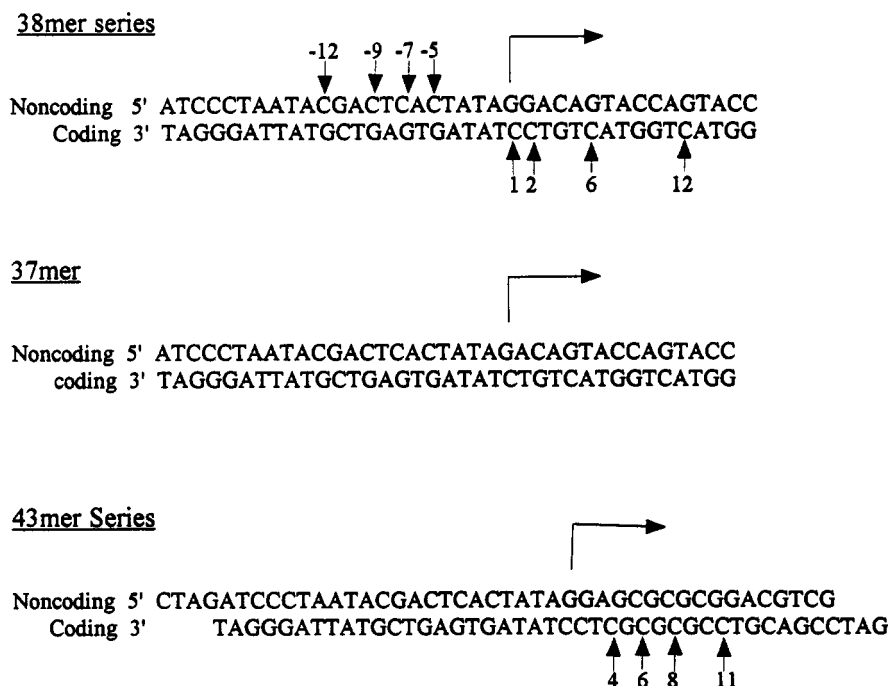 38mer series
-12 -9 -7 -5
Noncoding 5' ATCCCTAATACGACTCACTATAGGACAGTACCAGTACC
Coding 3' TAGGGATTATGCTGAGTGATATCCTGTCATGGTCATGG
1 2 6 12
37mer
Noncoding 5' ATCCCTAATACGACTCACTATAGACAGTACCAGTACC
coding 3' TAGGGATTATGCTGAGTGATATCTGTCATGGTCATGG
43mer Series
Noncoding 5' CTAGATCCCTAATACGACTCACTATAGGAGCGCGCGGACGTCG
Coding 3' TAGGGATTATGCTGAGTGATATCCTCGCGCGCCTGCAGCCTAG
4 6 8 11